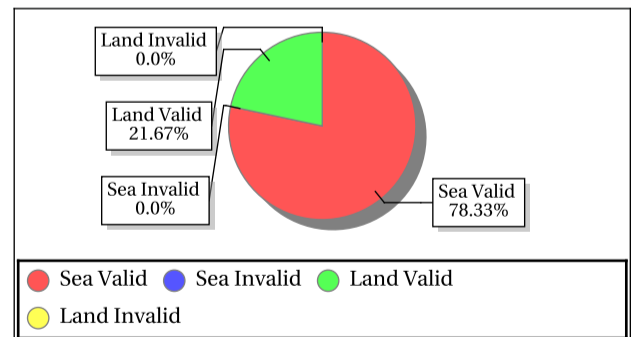 Land Invalid
0.0%
Land Valid
21.67%
Sea Invalid
0.0%
Sea Valid
78.33%
Sea Valid Sea Invalid Land Valid
Land Invalid